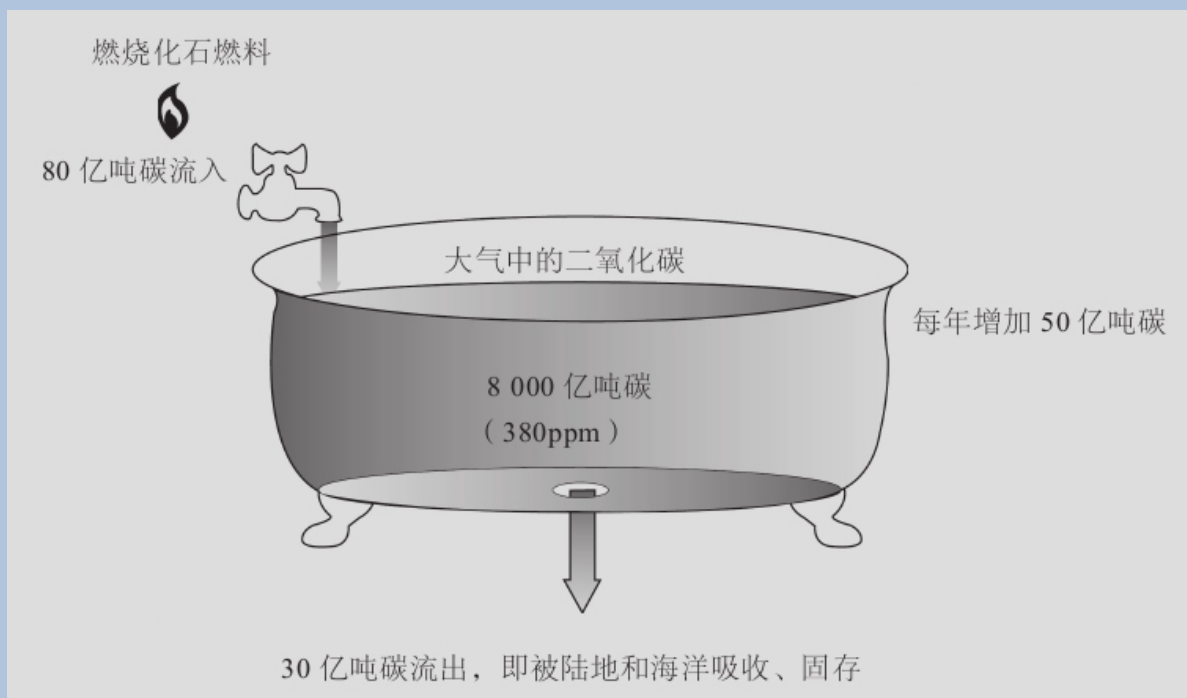 燃烧化石燃料
80 亿吨碳流入
大气中的二氧化碳
每年增加 50 亿吨碳
8 000 亿吨碳
（380ppm）
30 亿吨碳流出，即被陆地和海洋吸收、固存